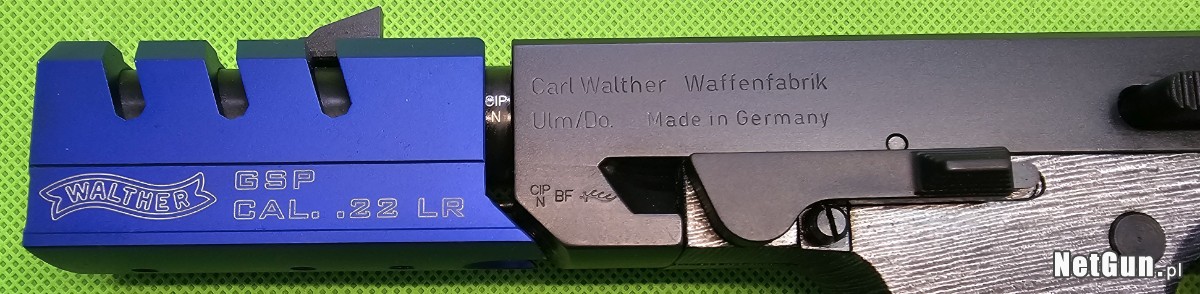 WALTHER
GSP
CAL. .22 LR
CIP
N
Carl Walther Waffenfabrik
Ulm/Do. Made in Germany
CIP
N
BF
NetGun.pl